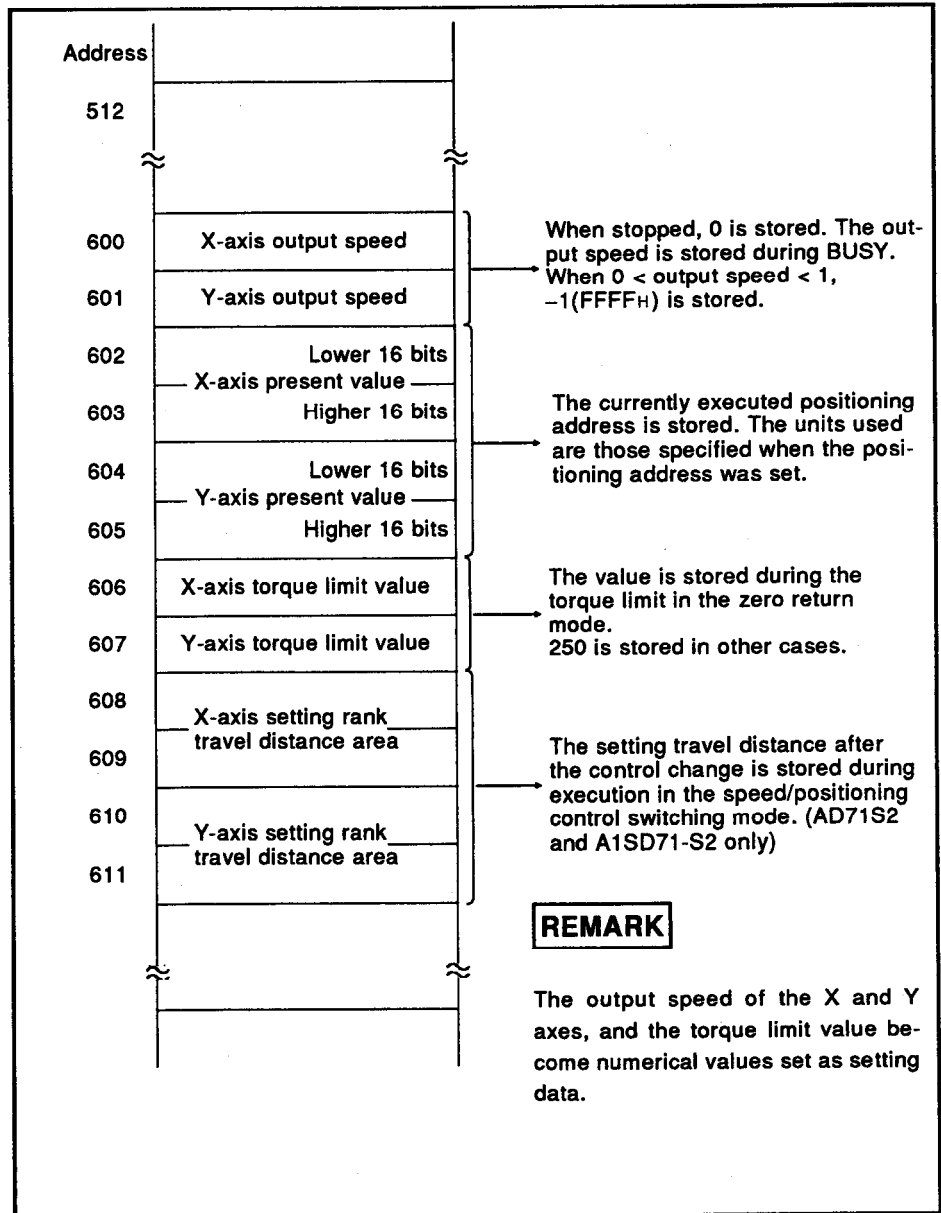 Address
512
600 X-axis output speed
601 Y-axis output speed
When stopped, 0 is stored. The out-
put speed is stored during BUSY.
When 0 < output speed < 1,
–1(FFFFH) is stored.
602 Lower 16 bits
X-axis present value
603 Higher 16 bits
604 Lower 16 bits
Y-axis present value
605 Higher 16 bits
The currently executed positioning
address is stored. The units used
are those specified when the posi-
tioning address was set.
606 X-axis torque limit value
607 Y-axis torque limit value
The value is stored during the
torque limit in the zero return
mode.
250 is stored in other cases.
608
X-axis setting rank
travel distance area
609
610
Y-axis setting rank
travel distance area
611
The setting travel distance after
the control change is stored during
execution in the speed/positioning
control switching mode. (AD71S2
and A1SD71-S2 only)
REMARK
The output speed of the X and Y
axes, and the torque limit value be-
come numerical values set as setting
data.